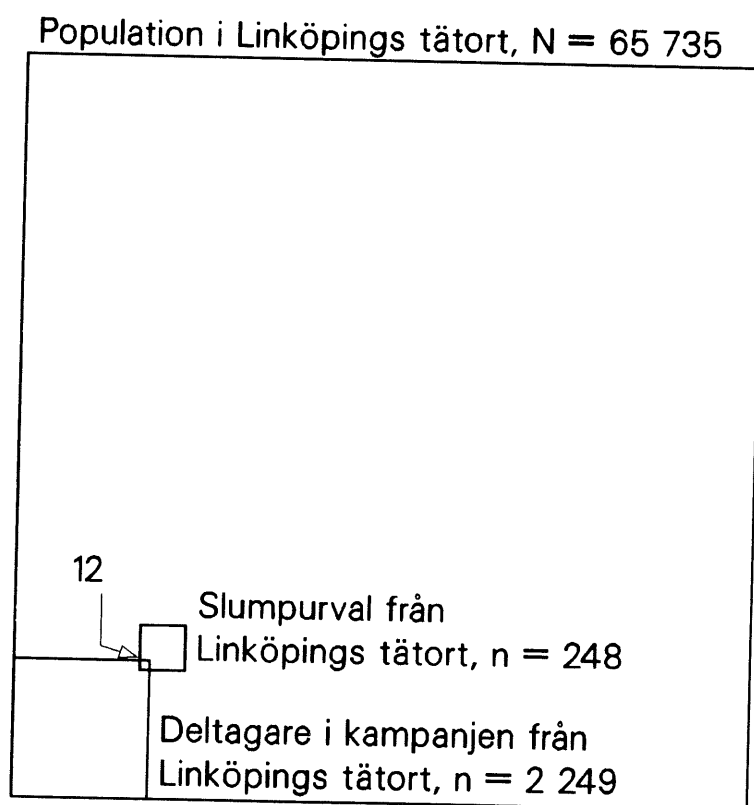 Population i Linköpings tätort, N = 65 735
12
Slumpurval från
Linköpings tätort, n = 248
Deltagare i kampanjen från
Linköpings tätort, n = 2 249